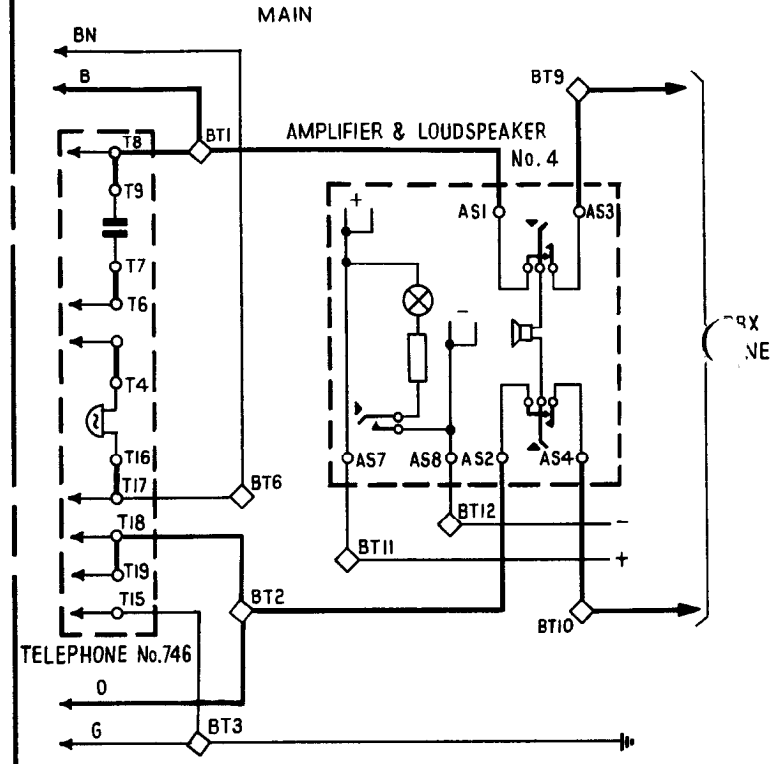 MAIN
BN
B
T8
BT1
AMPLIFIER & LOUDSPEAKER
No. 4
BT9
T9
AS1
AS3
+
T7
T6
-
T4
T16
T17
BT6
AS7
AS8
AS2
AS4
T18
BT12
-
T19
BT11
+
T15
BT2
BT10
TELEPHONE No.746
O
G
BT3